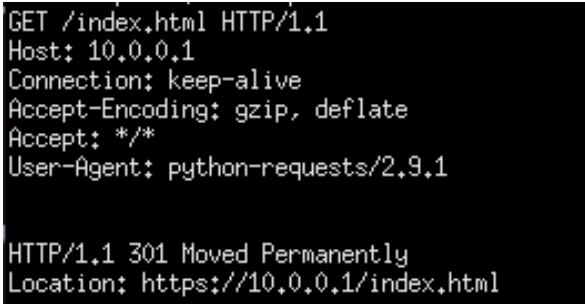 GET /index.html HTTP/1.1
Host: 10.0.0.1
Connection: keep-alive
Accept-Encoding: gzip, deflate
Accept: */*
User-Agent: python-requests/2.9.1
HTTP/1.1 301 Moved Permanently
Location: https://10.0.0.1/index.html